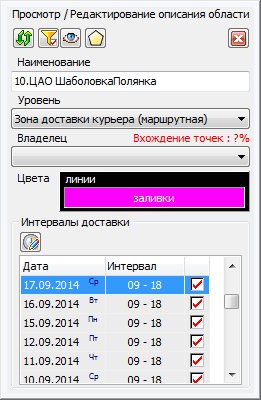 Просмотр / Редактирование описания области
Наименование
10.ЦАО ШаболовкаПолянка
Уровень
Зона доставки курьера (маршрутная)
Владелец Вхождение точек : ?%
Цвета линии
заливки
Интервалы доставки
Дата Интервал
17.09.2014 Ср 09 - 18
16.09.2014 Вт 09 - 18
15.09.2014 Пн 09 - 18
12.09.2014 Пт 09 - 18
11.09.2014 Чт 09 - 18
10.09.2014 Ср 09 - 18